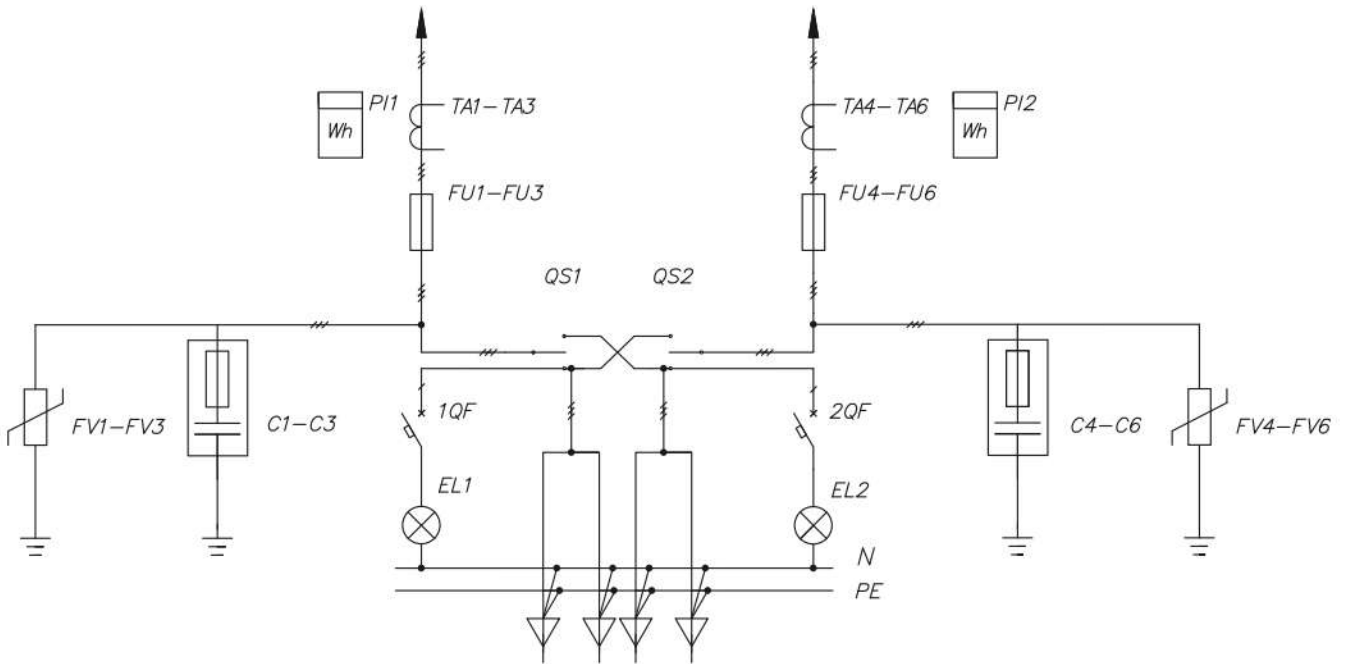 PI1
TA1-TA3
TA4-TA6
PI2
Wh
Wh
FU1-FU3
FU4-FU6
QS1
QS2
FV1-FV3
C1-C3
1QF
2QF
C4-C6
FV4-FV6
EL1
EL2
N
PE